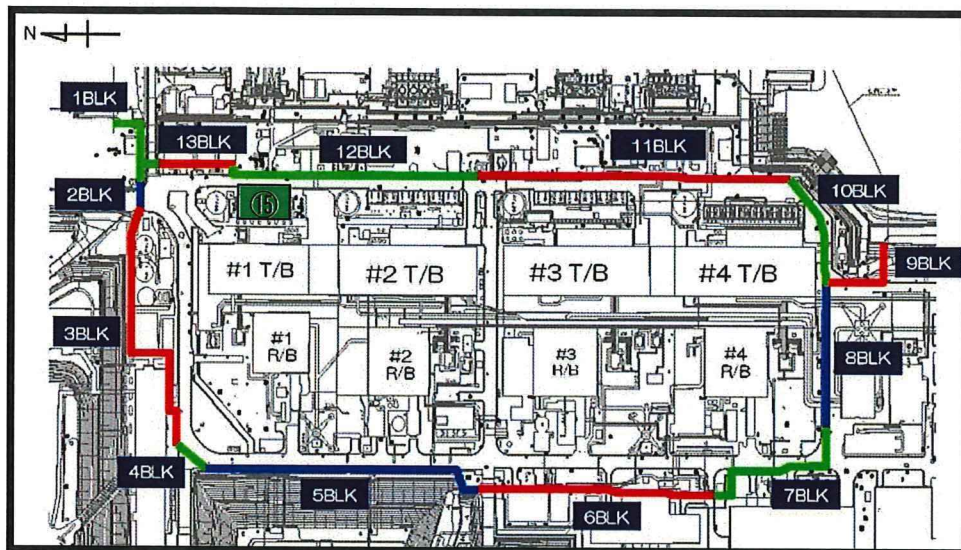 N
1BLK
13BLK
12BLK
11BLK
2BLK
⑮
10BLK
#1 T/B
#2 T/B
#3 T/B
#4 T/B
9BLK
3BLK
#1
R/B
#2
R/B
#3
R/B
#4
R/B
8BLK
4BLK
5BLK
6BLK
7BLK